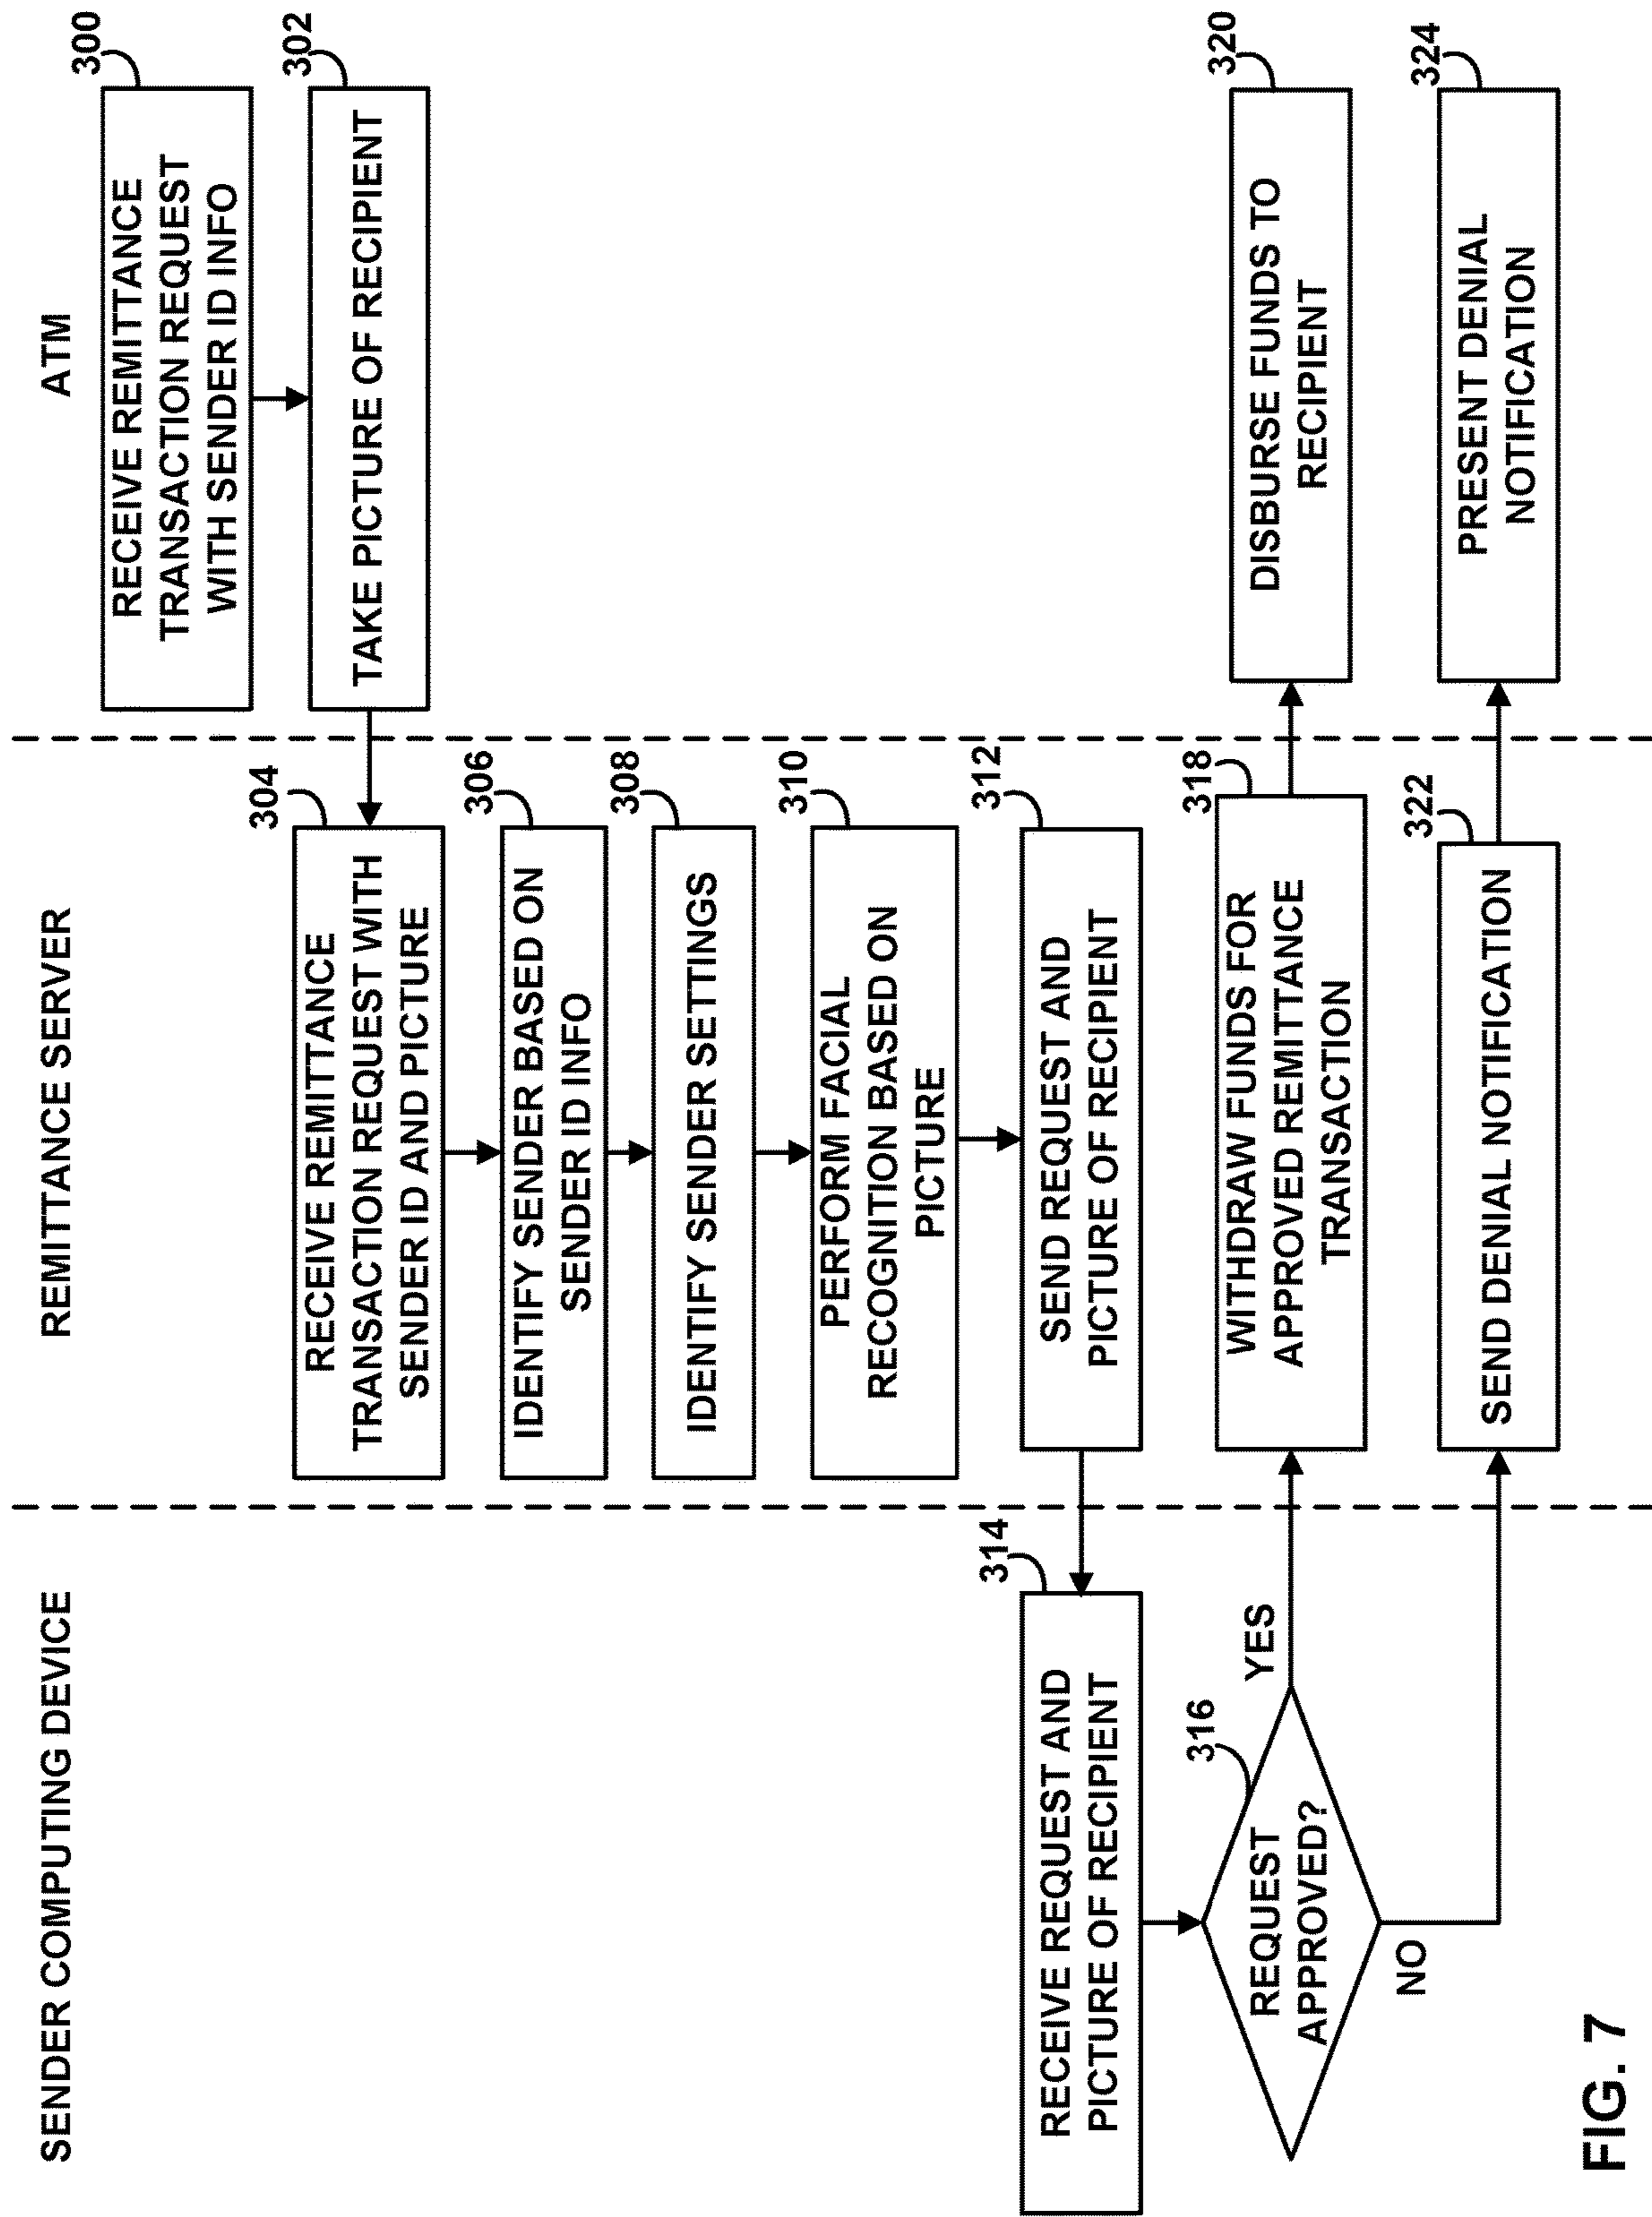 SENDER COMPUTING DEVICE
REMITTANCE SERVER
ATM
300
RECEIVE REMITTANCE
TRANSACTION REQUEST
WITH SENDER ID INFO
302
TAKE PICTURE OF RECIPIENT
304
RECEIVE REMITTANCE
TRANSACTION REQUEST WITH
SENDER ID AND PICTURE
306
IDENTIFY SENDER BASED ON
SENDER ID INFO
308
IDENTIFY SENDER SETTINGS
310
PERFORM FACIAL
RECOGNITION BASED ON
PICTURE
312
SEND REQUEST AND
PICTURE OF RECIPIENT
314
RECEIVE REQUEST AND
PICTURE OF RECIPIENT
316
REQUEST
APPROVED?
YES
NO
318
WITHDRAW FUNDS FOR
APPROVED REMITTANCE
TRANSACTION
320
DISBURSE FUNDS TO
RECIPIENT
322
SEND DENIAL NOTIFICATION
324
PRESENT DENIAL
NOTIFICATION
FIG. 7